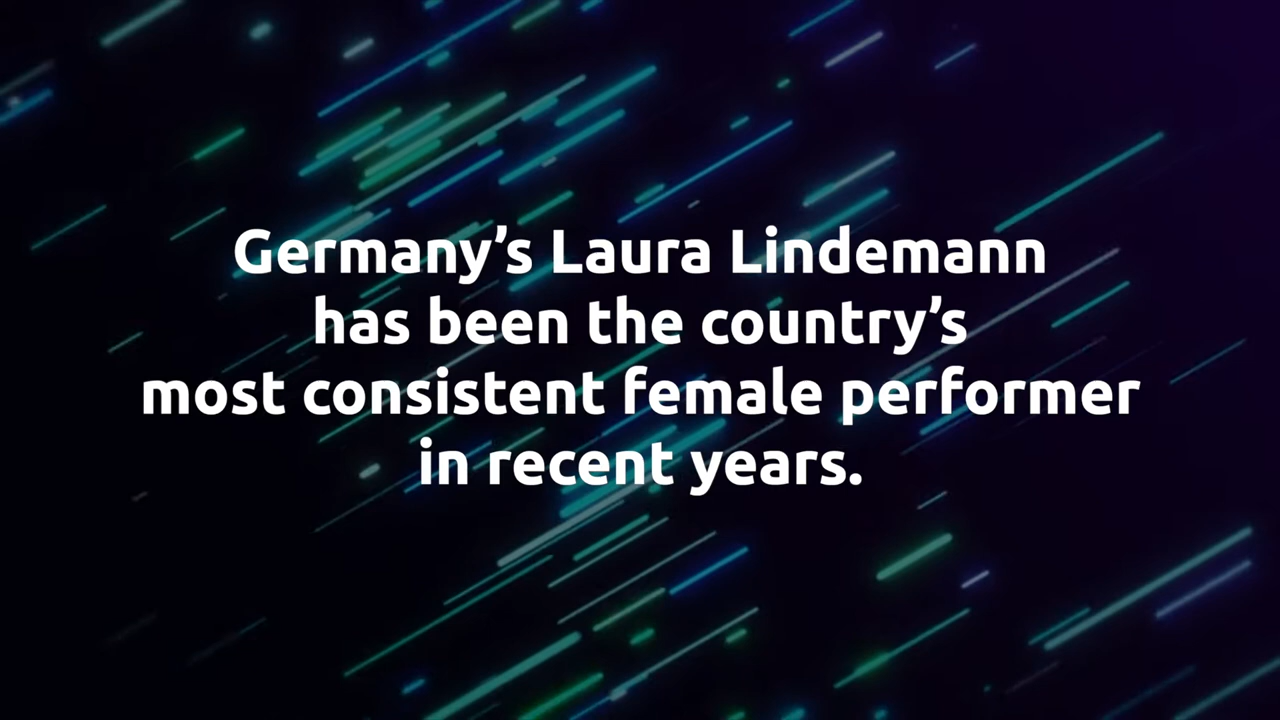 Germany’s Laura Lindemann
has been the country’s
most consistent female performer
in recent years.